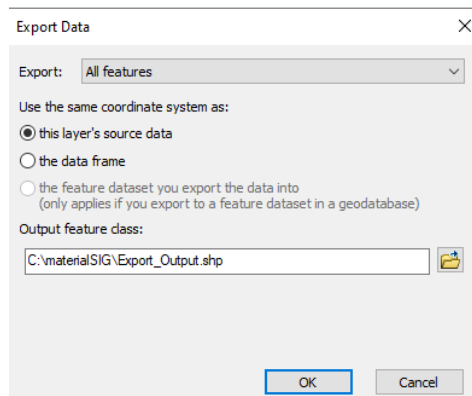 Export Data
Export: All features
Use the same coordinate system as:
this layer's source data
the data frame
the feature dataset you export the data into
(only applies if you export to a feature dataset in a geodatabase)
Output feature class:
C:\materialSIG\Export_Output.shp
OK Cancel